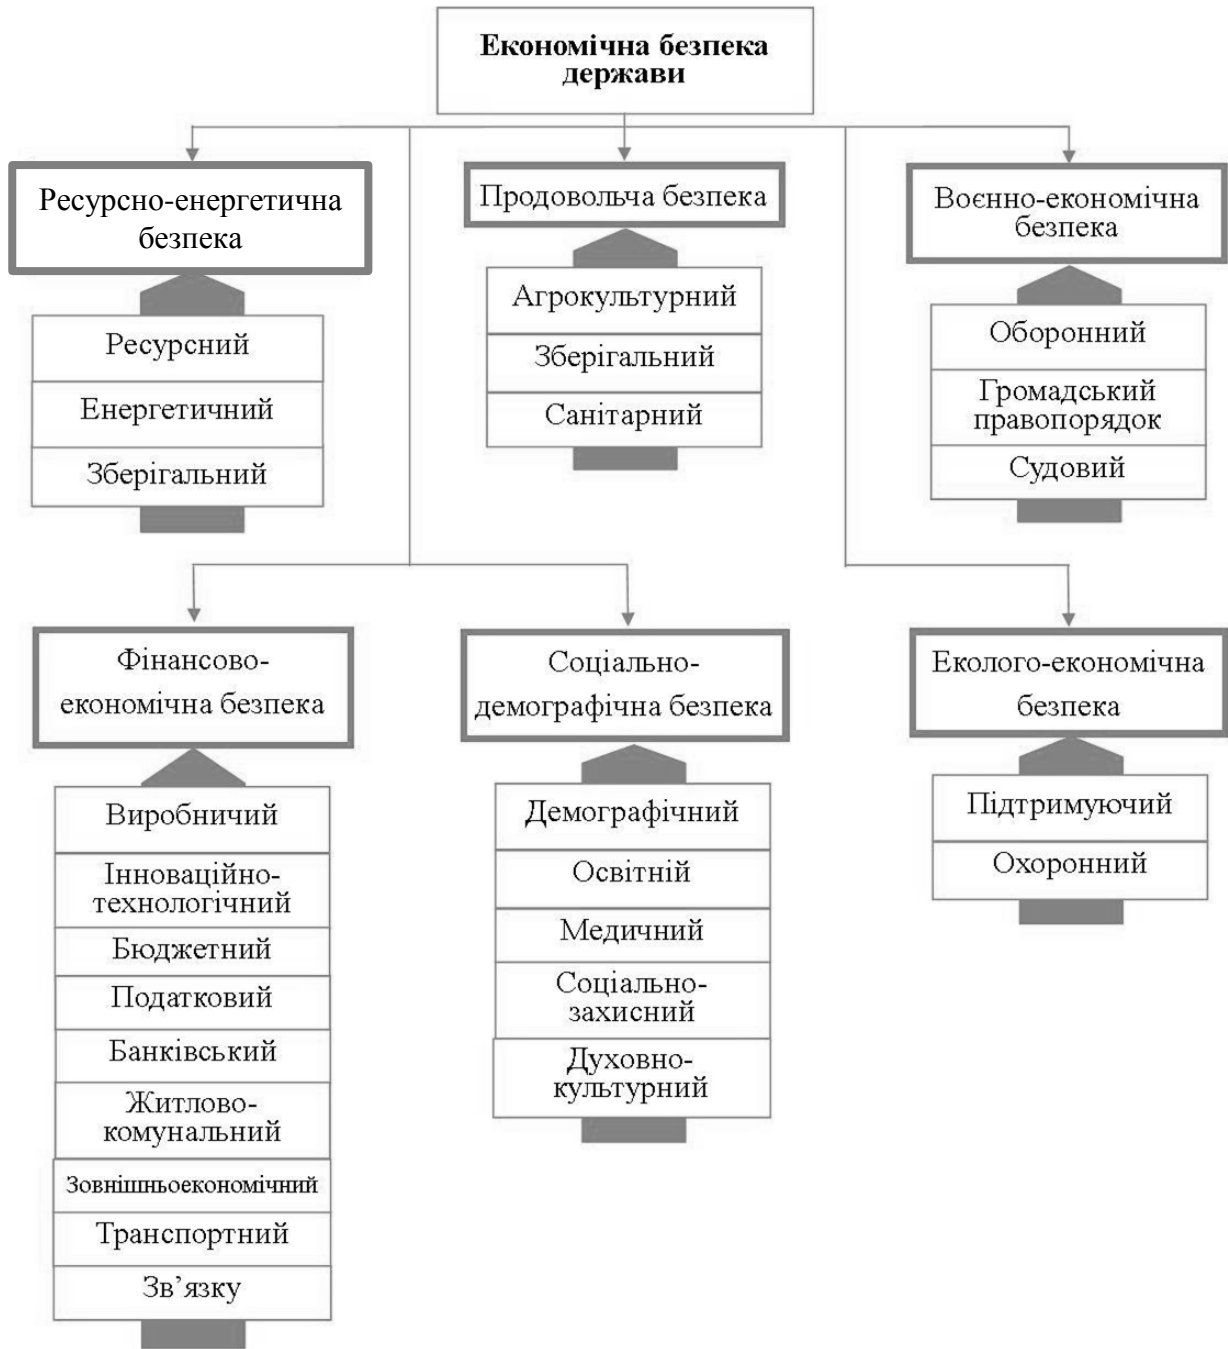 Економічна безпека
держави
Ресурсно-енергетична
безпека
Ресурсний
Енергетичний
Зберігальний
Продовольча безпека
Агрокультурний
Зберігальний
Санітарний
Воєнно-економічна
безпека
Оборонний
Громадський
правопорядок
Судовий
Фінансово-
економічна безпека
Виробничий
Інноваційно-
технологічний
Бюджетний
Податковий
Банківський
Житлово-
комунальний
Зовнішньоекономічний
Транспортний
Зв’язку
Соціально-
демографічна безпека
Демографічний
Освітній
Медичний
Соціально-
захисний
Духовно-
культурний
Еколого-економічна
безпека
Підтримуючий
Охоронний